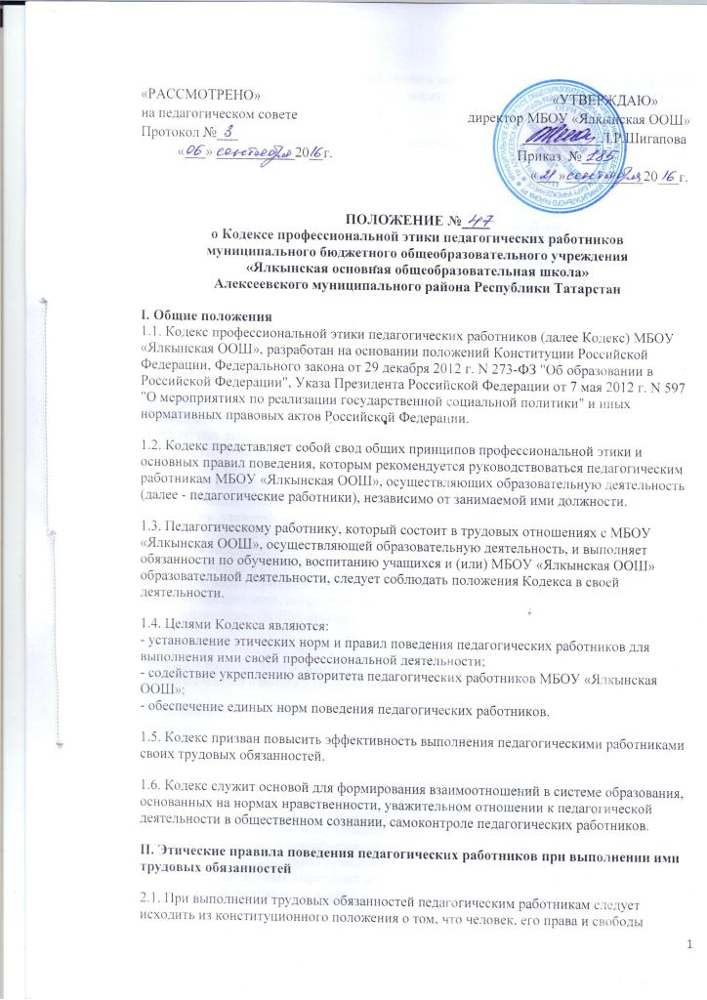 «РАССМОТРЕНО»
на педагогическом совете
Протокол № 3
«06» сентября 2016 г.
«УТВЕРЖДАЮ»
директор МБОУ «Ялкынская ООШ»
Л.Р.Шигапова
Приказ № 185
«21» сентября 2016 г.
ПОЛОЖЕНИЕ № 47
о Кодексе профессиональной этики педагогических работников
муниципального бюджетного общеобразовательного учреждения
«Ялкынская основная общеобразовательная школа»
Алексеевского муниципального района Республики Татарстан
I. Общие положения
1.1. Кодекс профессиональной этики педагогических работников (далее Кодекс) МБОУ
«Ялкынская ООШ», разработан на основании положений Конституции Российской
Федерации, Федерального закона от 29 декабря 2012 г. N 273-ФЗ "Об образовании в
Российской Федерации", Указа Президента Российской Федерации от 7 мая 2012 г. N 597
"О мероприятиях по реализации государственной социальной политики" и иных
нормативных правовых актов Российской Федерации.
1.2. Кодекс представляет собой свод общих принципов профессиональной этики и
основных правил поведения, которым рекомендуется руководствоваться педагогическим
работникам МБОУ «Ялкынская ООШ», осуществляющих образовательную деятельность
(далее - педагогические работники), независимо от занимаемой ими должности.
1.3. Педагогическому работнику, который состоит в трудовых отношениях с МБОУ
«Ялкынская ООШ», осуществляющей образовательную деятельность, и выполняет
обязанности по обучению, воспитанию учащихся и (или) МБОУ «Ялкынская ООШ»
образовательной деятельности, следует соблюдать положения Кодекса в своей
деятельности.
1.4. Целями Кодекса являются:
- установление этических норм и правил поведения педагогических работников для
выполнения ими своей профессиональной деятельности;
- содействие укреплению авторитета педагогических работников МБОУ «Ялкынская
ООШ»;
- обеспечение единых норм поведения педагогических работников.
1.5. Кодекс призван повысить эффективность выполнения педагогическими работниками
своих трудовых обязанностей.
1.6. Кодекс служит основой для формирования взаимоотношений в системе образования,
основанных на нормах нравственности, уважительном отношении к педагогической
деятельности в общественном сознании, самоконтроле педагогических работников.
II. Этические правила поведения педагогических работников при выполнении ими
трудовых обязанностей
2.1. При выполнении трудовых обязанностей педагогическим работникам следует
исходить из конституционного положения о том, что человек, его права и свободы
1